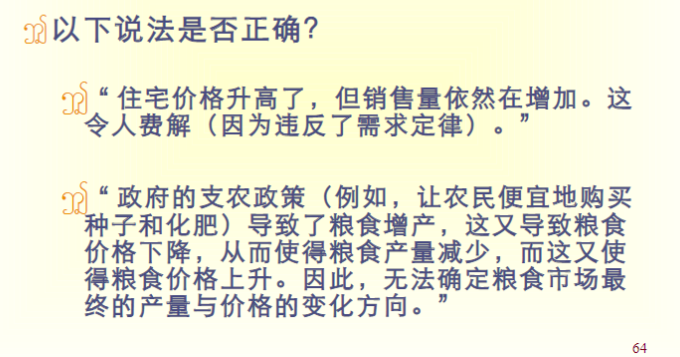 以下说法是否正确?
“ 住宅价格升高了，但销售量依然在增加。这
令人费解（因为违反了需求定律）。”
“ 政府的支农政策（例如，让农民便宜地购买
种子和化肥）导致了粮食增产，这又导致粮食
价格下降，从而使得粮食产量减少，而这又使
得粮食价格上升。因此，无法确定粮食市场最
终的产量与价格的变化方向。”
64